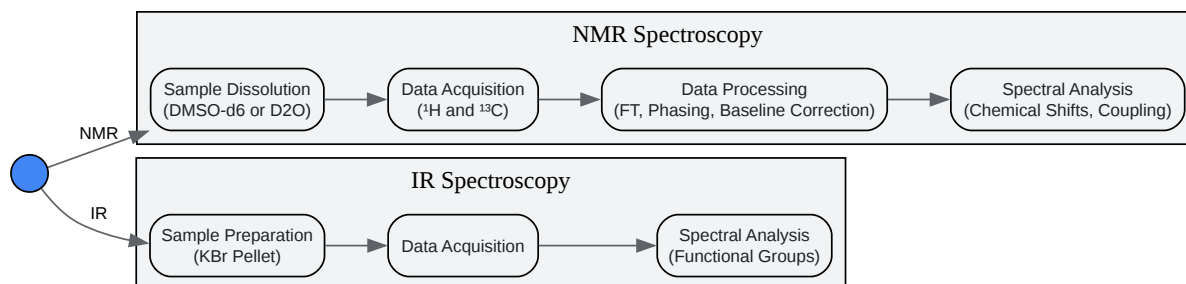 NMR Spectroscopy
Sample Dissolution
(DMSO-d6 or D2O)
Data Acquisition
(¹H and ¹³C)
Data Processing
(FT, Phasing, Baseline Correction)
Spectral Analysis
(Chemical Shifts, Coupling)
NMR
IR
IR Spectroscopy
Sample Preparation
(KBr Pellet)
Data Acquisition
Spectral Analysis
(Functional Groups)